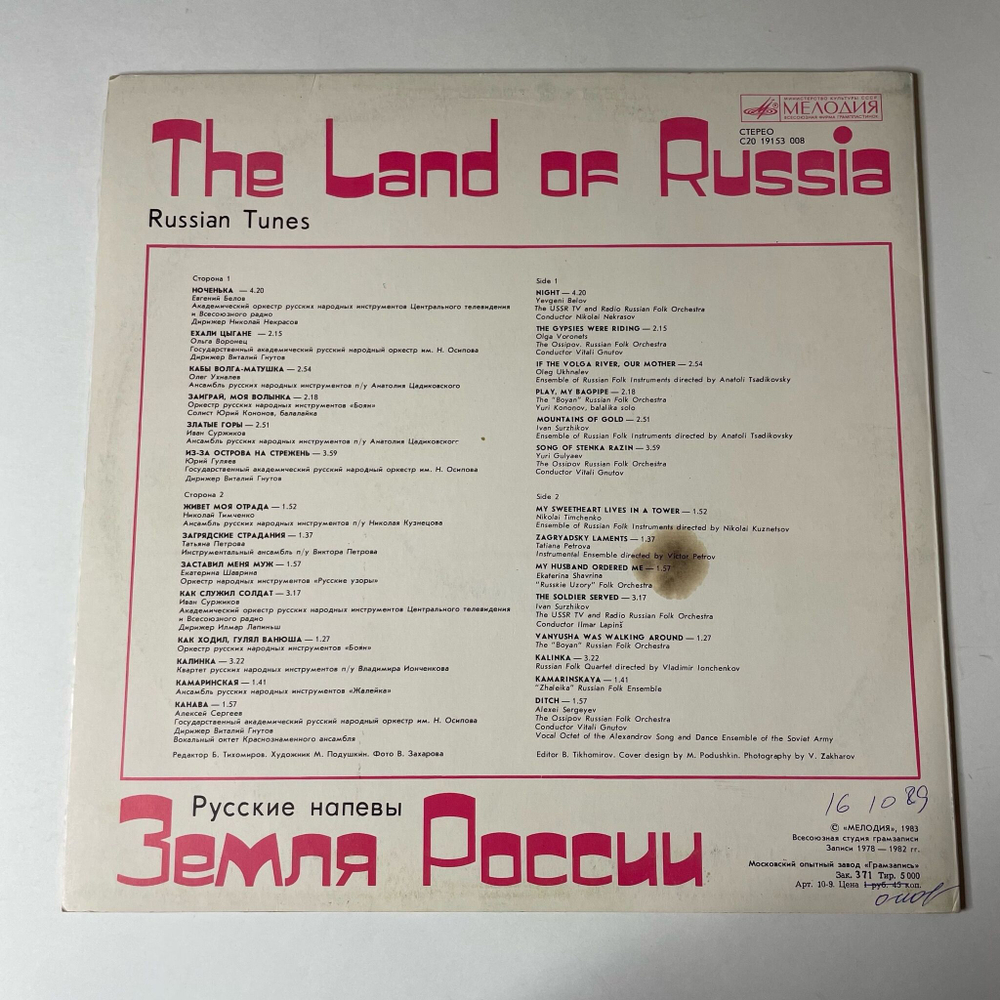 МИНИСТЕРСТВО КУЛЬТУРЫ СССР
МЕЛОДИЯ
ВСЕСОЮЗНАЯ ФИРМА ГРАМПЛАСТИНОК
СТЕРЕО
С20 19153 008
The Land of Russia
Russian Tunes
Сторона 1
НОЧЕНЬКА — 4.20
Евгений Белов
Академический оркестр русских народных инструментов Центрального телевидения
и Всесоюзного радио
Дирижер Николай Некрасов
ЕХАЛИ ЦЫГАНЕ — 2.15
Ольга Воронец
Государственный академический русский народный оркестр им. Н. Осипова
Дирижер Виталий Гнутов
КАБЫ ВОЛГА-МАТУШКА — 2.54
Олег Ухналев
Ансамбль русских народных инструментов п/у Анатолия Цадиковского
ЗАИГРАЙ, МОЯ ВОЛЫНКА — 2.18
Оркестр русских народных инструментов «Боян»
Солист Юрий Кононов, балалайка
ЗЛАТЫЕ ГОРЫ — 2.51
Иван Суржиков
Ансамбль русских народных инструментов п/у Анатолия Цадиковског
ИЗ-ЗА ОСТРОВА НА СТРЕЖЕНЬ — 3.59
Юрий Гуляев
Государственный академический русский оркестр им. Н. Осипова
Дирижер Виталий Гнутов
Сторона 2
ЖИВЕТ МОЯ ОТРАДА — 1.52
Николай Тимченко
Ансамбль русских народных инструментов п/у Николая Кузнецова
ЗАГРЯДСКИЕ СТРАДАНИЯ — 1.37
Татьяна Петрова
Инструментальный ансамбль п/у Виктора Петрова
ЗАСТАВИЛ МЕНЯ МУЖ — 1.57
Екатерина Шаврина
Оркестр народных инструментов «Русские узоры»
КАК СЛУЖИЛ СОЛДАТ — 3.17
Иван Суржиков
Академический оркестр русских народных инструментов Центрального телевидения
и Всесоюзного радио
Дирижер Илмар Лапиньш
КАК ХОДИЛ, ГУЛЯЛ ВАНЮША — 1.27
Оркестр русских народных инструментов «Боян»
КАЛИНКА — 3.22
Квартет русских народных инструментов п/у Владимира Ионченкова
КАМАРИНСКАЯ — 1.41
Ансамбль русских народных инструментов «Жалейка»
КАНАВА — 1.57
Алексей Сергеев
Государственный академический русский народный оркестр им. Н. Осипова
Дирижер Виталий Гнутов
Вокальный октет Краснознаменного ансамбля
Редактор Б. Тихомиров. Художник М. Подушкин. Фото В. Захарова
Side 1
NIGHT — 4.20
Yevgeni Belov
The USSR TV and Radio Russian Folk Orchestra
Conductor Nikolai Nekrasov
THE GYPSIES WERE RIDING — 2.15
Olga Voronets
The Ossipov. Russian Folk Orchestra
Conductor Vitali Gnutov
IF THE VOLGA RIVER, OUR MOTHER — 2.54
Oleg Ukhnalev
Ensemble of Russian Folk Instruments directed by Anatoli Tsadikovsky
PLAY, MY BAGPIPE — 2.18
The "Boyan" Russian Folk Orchestra
Yuri Kononov, balalika solo
MOUNTAINS OF GOLD — 2.51
Ivan Surzhikov
Ensemble of Russian Folk Instruments directed by Anatoli Tsadikovsky
SONG OF STENKA RAZIN — 3.59
Yuri Gulyaev
The Ossipov Russian Folk Orchestra
Conductor Vitali Gnutov
Side 2
MY SWEETHEART LIVES IN A TOWER — 1.52
Nikolai Timchenko
Ensemble of Russian Folk Instruments directed by Nikolai Kuznetsov
ZAGRYADSKY LAMENTS — 1.37
Tatiana Petrova
Instrumental Ensemble directed by Victor Petrov
MY HUSBAND ORDERED ME — 1.57
Ekaterina Shavrina
"Russkie Uzory" Folk Orchestra
THE SOLDIER SERVED — 3.17
Ivan Surzhikov
The USSR TV and Radio Russian Folk Orchestra
Conductor Ilmar Lapinš
VANYUSHA WAS WALKING AROUND — 1.27
The "Boyan" Russian Folk Orchestra
KALINKA — 3.22
Russian Folk Quartet directed by Vladimir Ionchenkov
KAMARINSKAYA — 1.41
"Zhaleika" Russian Folk Ensemble
DITCH — 1.57
Alexei Sergeyev
The Ossipov Russian Folk Orchestra
Conductor Vitali Gnutov
Vocal Octet of the Alexandrov Song and Dance Ensemble of the Soviet Army
Editor B. Tikhomirov. Cover design by M. Podushkin. Photography by V. Zakharov
Русские напевы
Земля России
16 10 89
© «МЕЛОДИЯ», 1983
Всесоюзная студия грамзаписи
Записи 1978 — 1982 гг.
Московский опытный завод «Грамзапись»
Зак. 371 Тир. 5 000
Арт. 10-9. Цена 1 руб. 45 коп.